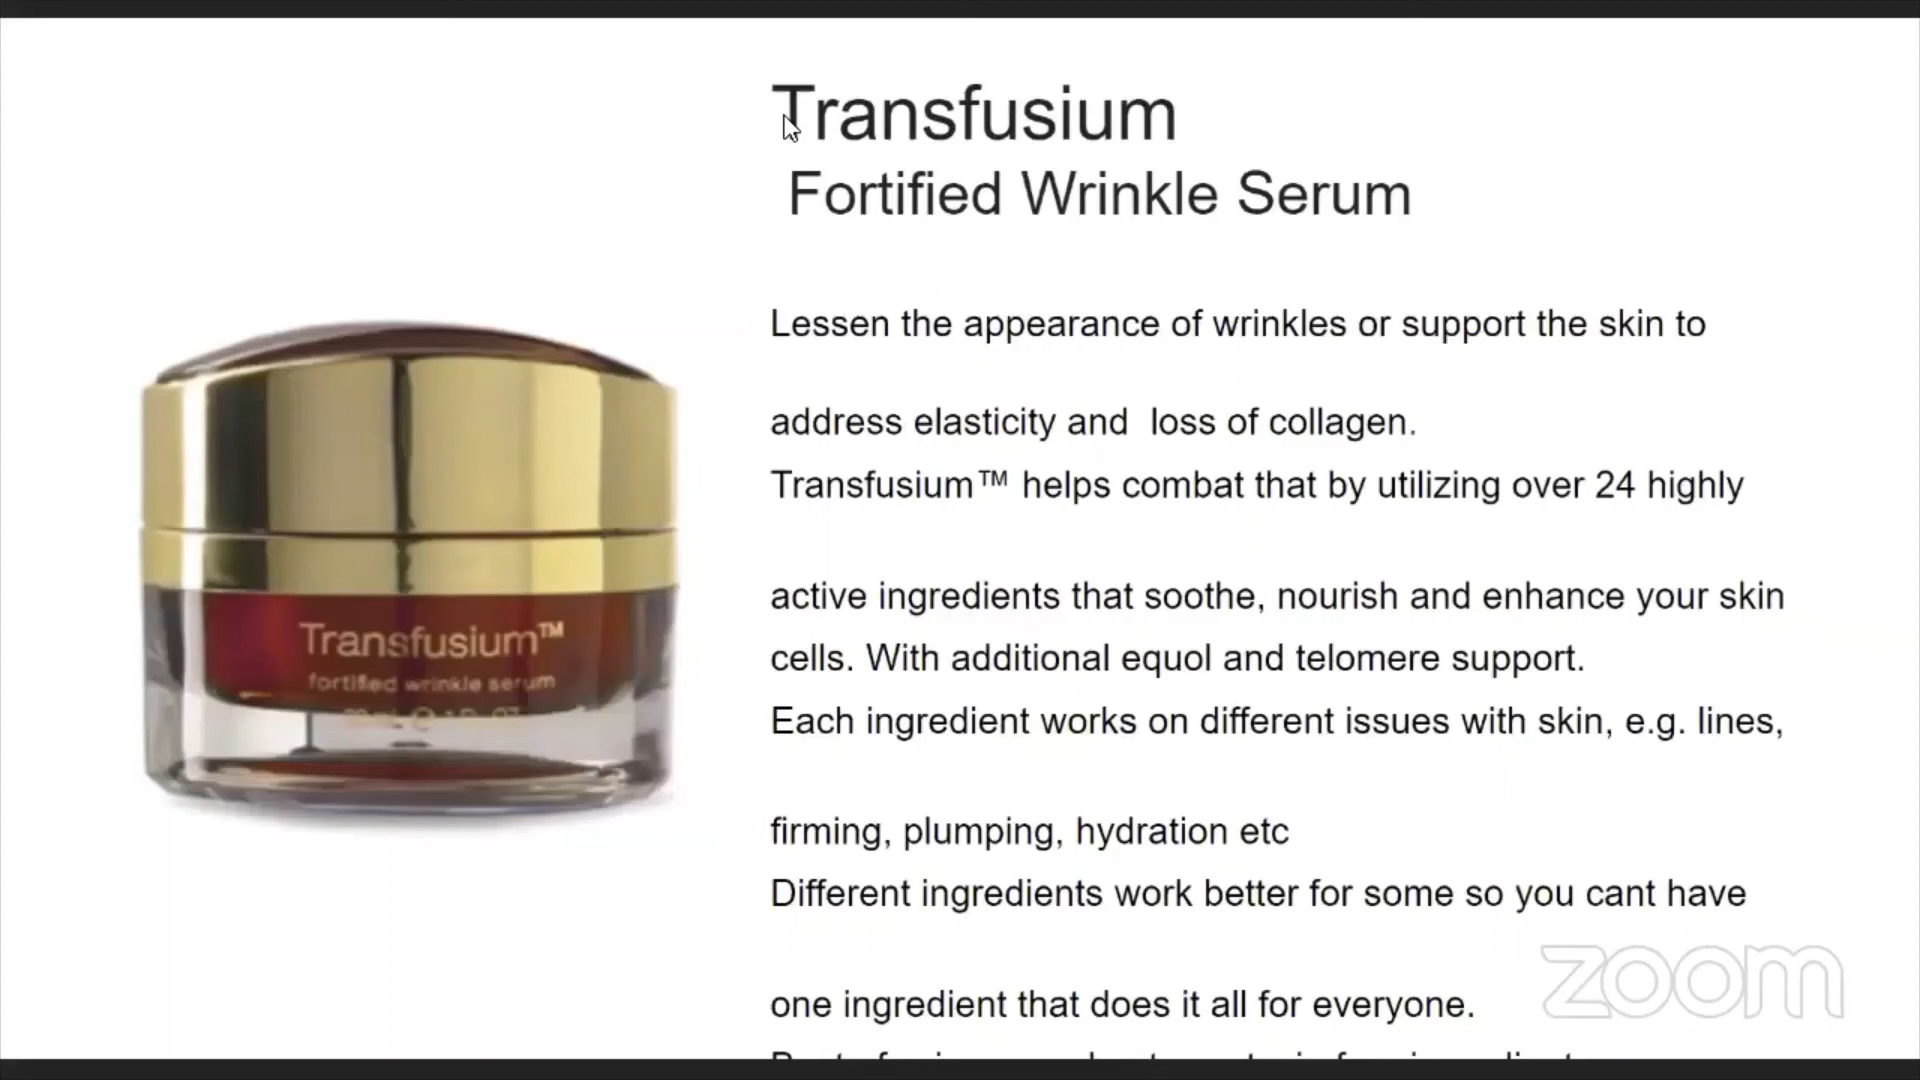 Transfusium
Fortified Wrinkle Serum
Lessen the appearance of wrinkles or support the skin to
address elasticity and loss of collagen.
Transfusium™ helps combat that by utilizing over 24 highly
active ingredients that soothe, nourish and enhance your skin
cells. With additional equol and telomere support.
Each ingredient works on different issues with skin, e.g. lines,
firming, plumping, hydration etc
Different ingredients work better for some so you cant have
one ingredient that does it all for everyone.
Transfusium™
fortified wrinkle serum
zoom